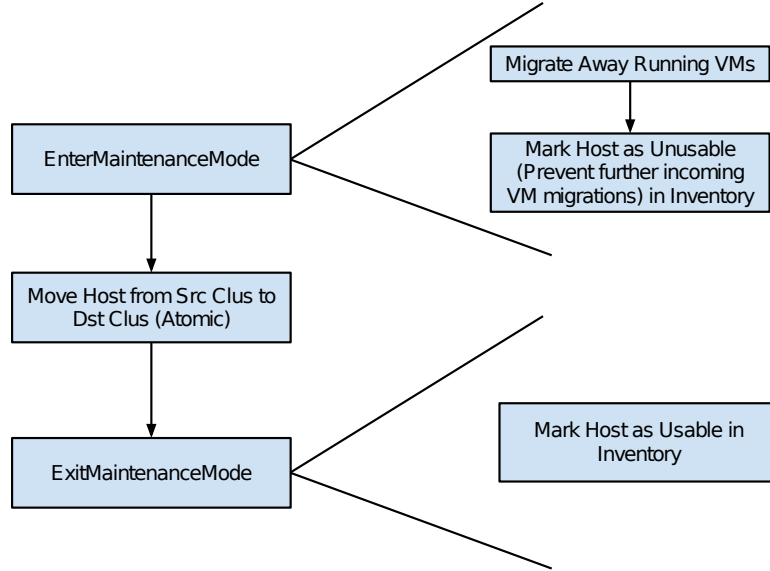 Migrate Away Running VMs
EnterMaintenanceMode
Mark Host as Unusable
(Prevent further incoming
VM migrations) in Inventory
Move Host from Src Clus to
Dst Clus (Atomic)
ExitMaintenanceMode
Mark Host as Usable in
Inventory